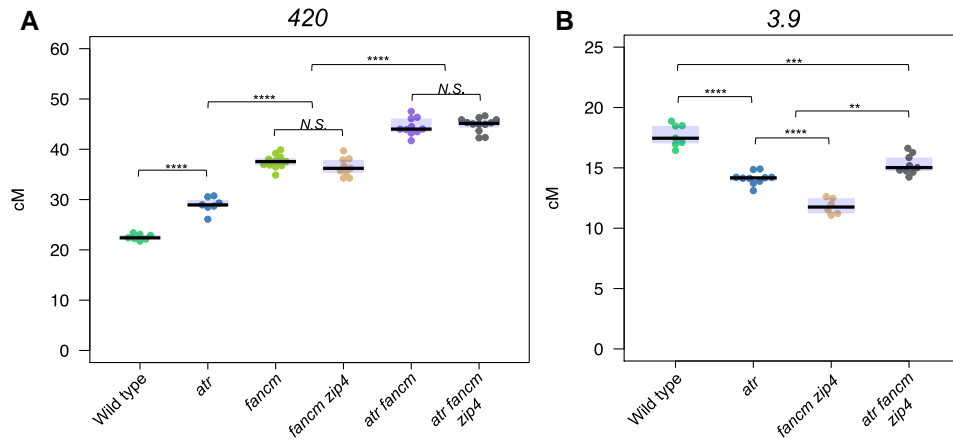 A
420
60
50
40
30
20
10
0
cM
****
****
N.S.
****
N.S.
Wild type
atr
fancm
fancm zip4
atr fancm
atr fancm
zip4
B
3.9
25
20
15
10
5
0
cM
***
****
**
****
Wild type
atr
fancm zip4
atr fancm
zip4